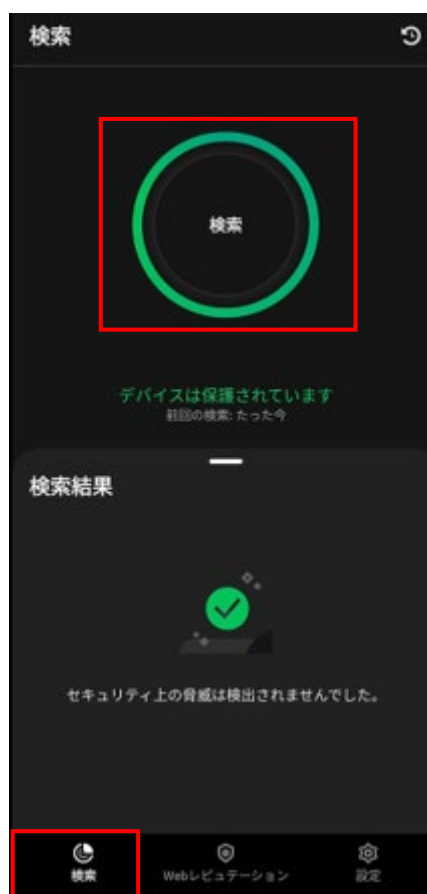 検索
検索
デバイスは保護されています
前回の検索: たった今
検索結果
セキュリティ上の脅威は検出されませんでした。
検索
Webレピュテーション
設定